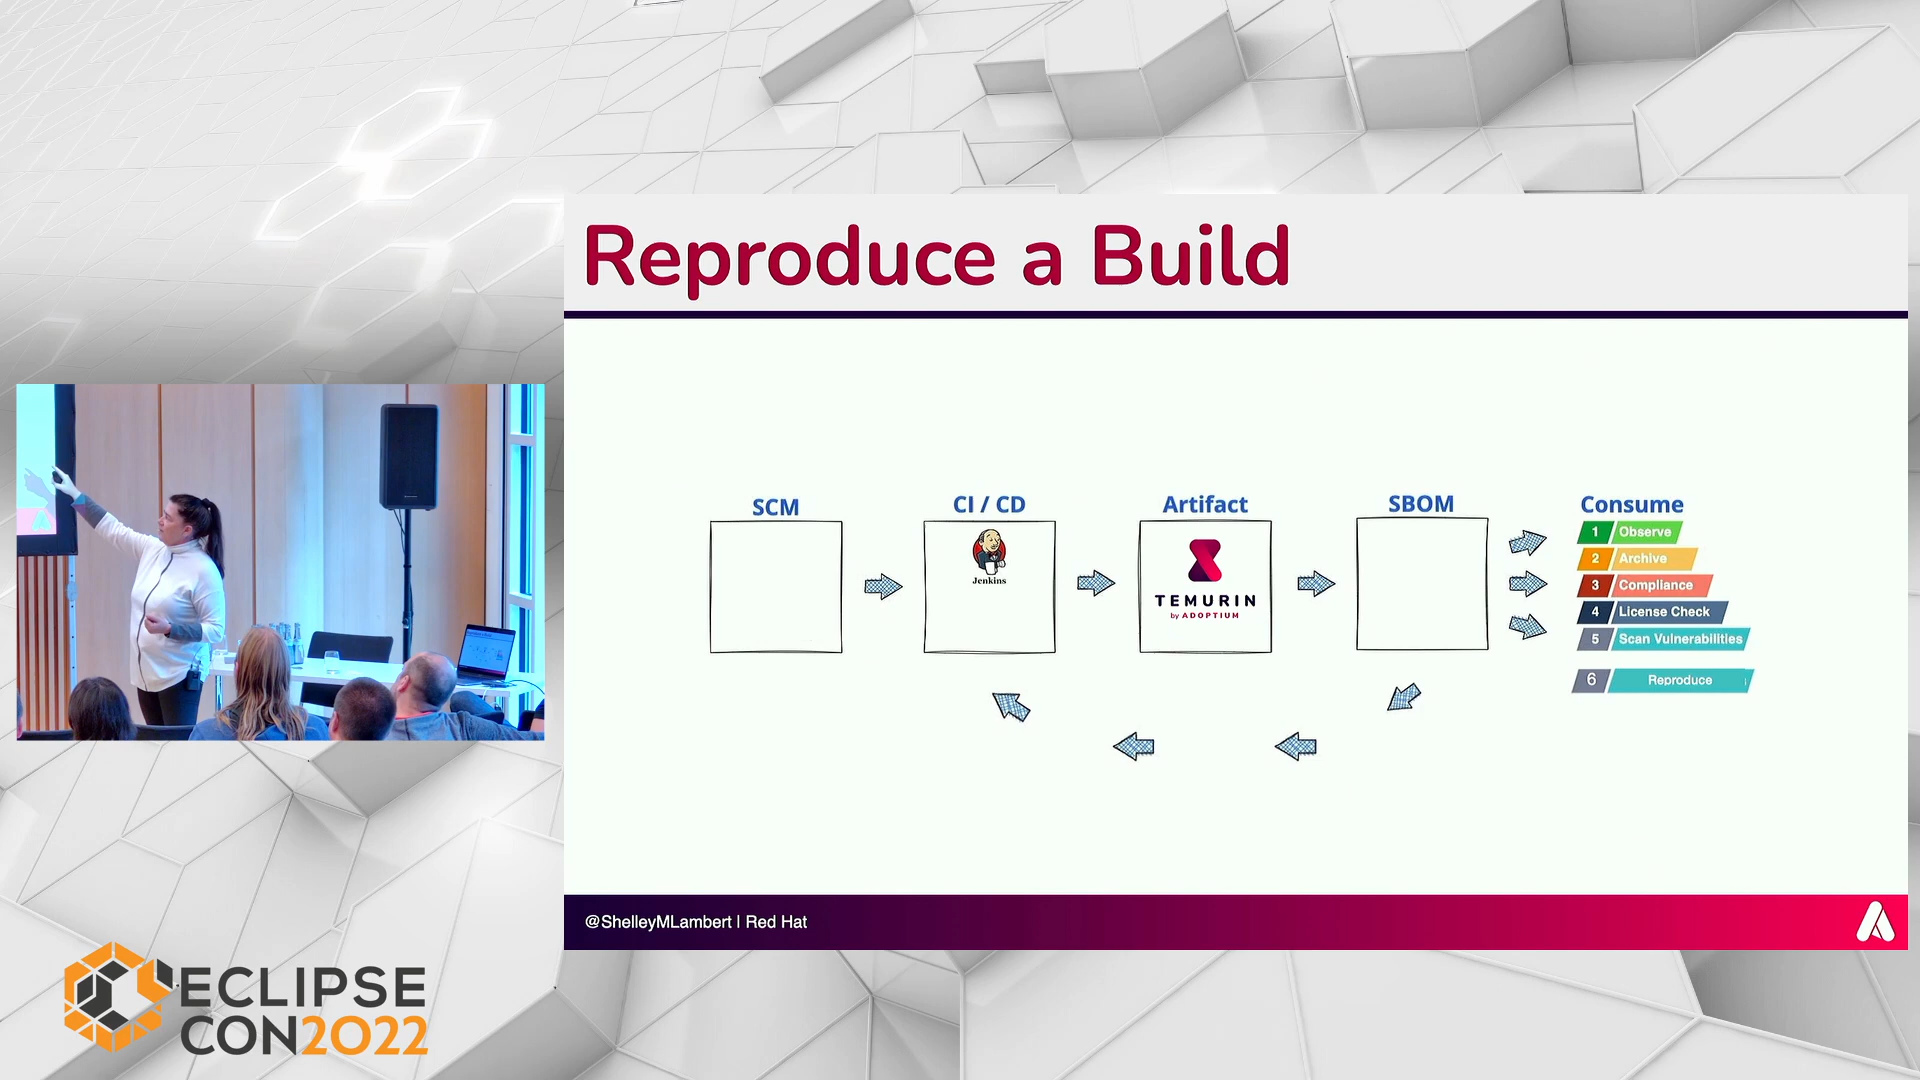 Reproduce a Build
SCM
CI / CD
Artifact
SBOM
Consume
Jenkins
TEMURIN
by ADOPTIUM
1 Observe
2 Archive
3 Compliance
4 License Check
5 Scan Vulnerabilities
6 Reproduce
@ShelleyMLambert | Red Hat
ECLIPSE
CON2022